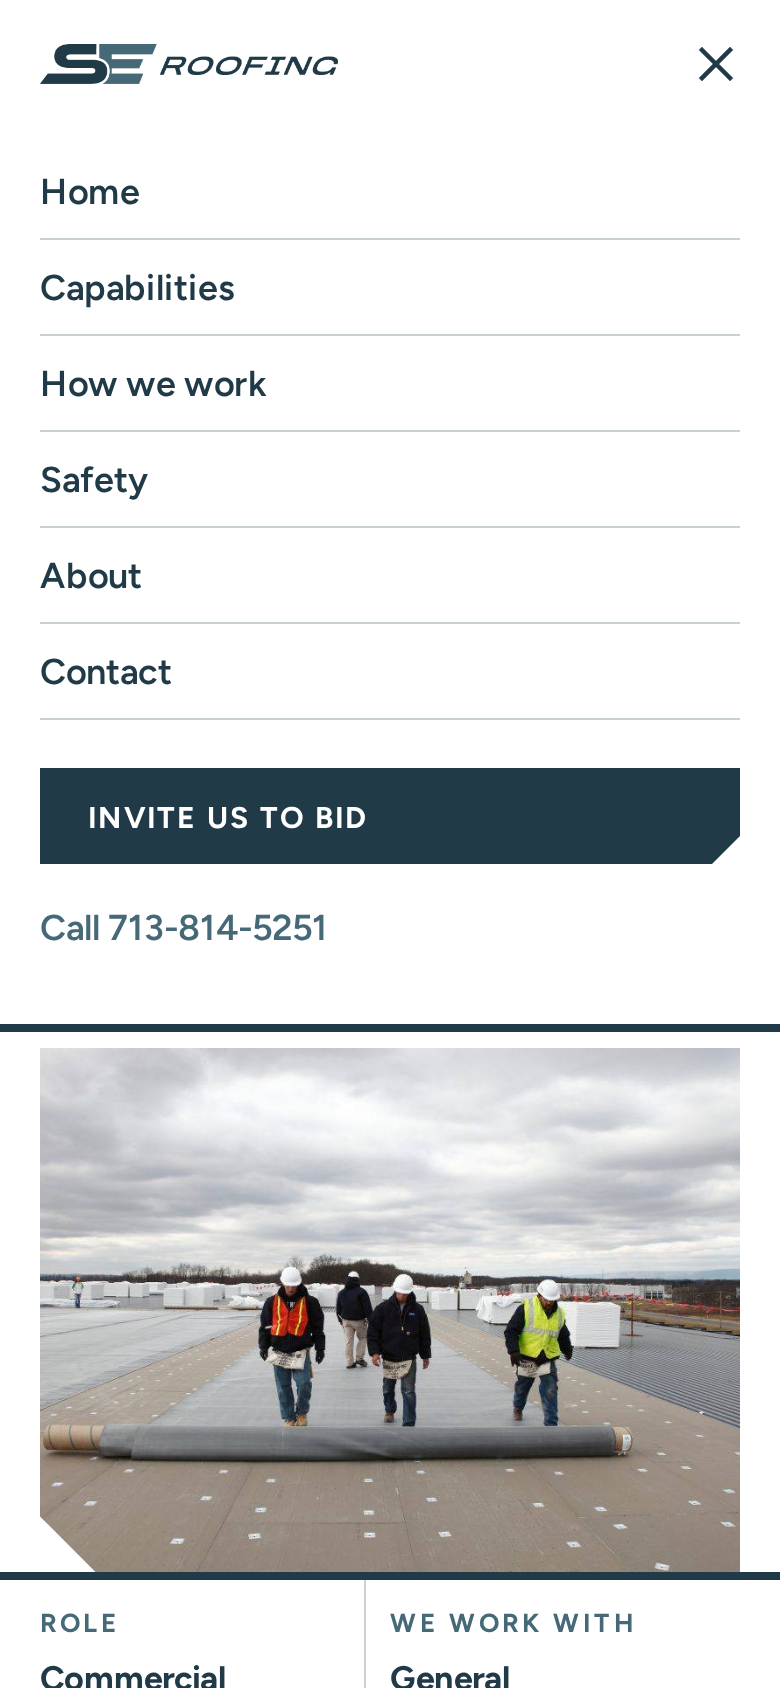 SE ROOFING
Home
Capabilities
How we work
Safety
About
Contact
INVITE US TO BID
Call 713-814-5251
ROLE
WE WORK WITH
Commercial
General